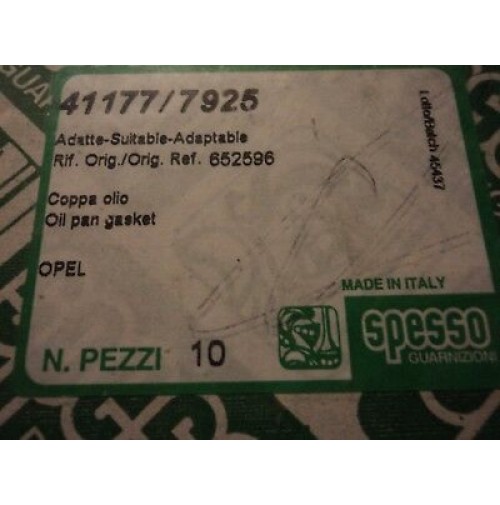 GUAR
41177/7925
Adatte-Suitable-Adaptable
Rif. Orig./Orig. Ref. 652596
Lotto/Batch 45437
Coppa olio
Oil pan gasket
OPEL
MADE IN ITALY
spesso
GUARNIZIONI
N. PEZZI 10